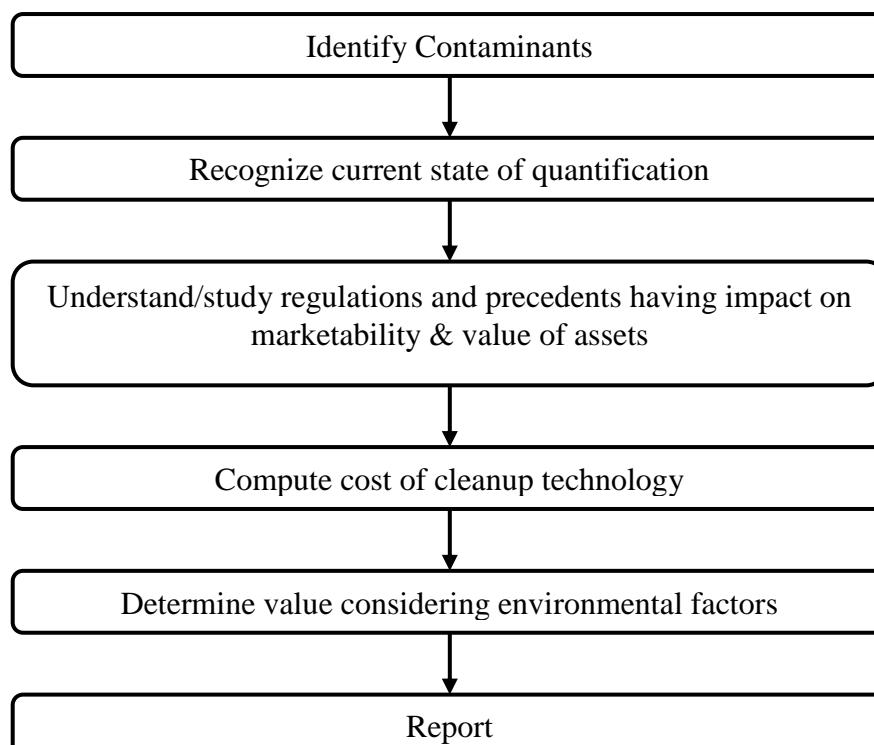 Identify Contaminants
Recognize current state of quantification
Understand/study regulations and precedents having impact on
marketability & value of assets
Compute cost of cleanup technology
Determine value considering environmental factors
Report